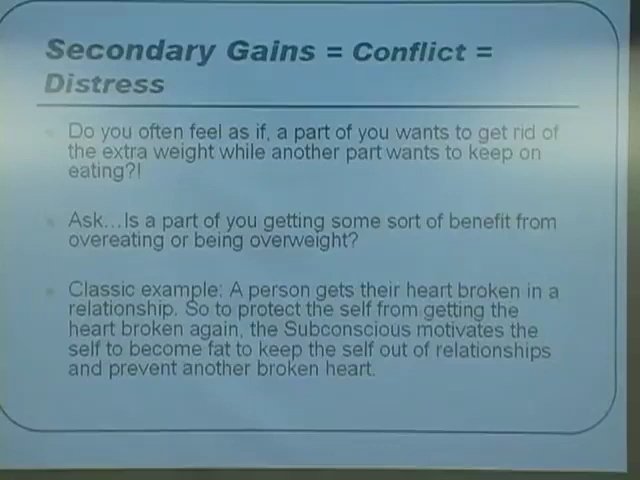 Secondary Gains = Conflict =
Distress
Do you often feel as if, a part of you wants to get rid of
the extra weight while another part wants to keep on
eating?!
Ask...Is a part of you getting some sort of benefit from
overeating or being overweight?
Classic example: A person gets their heart broken in a
relationship. So to protect the self from getting the
heart broken again, the Subconscious motivates the
self to become fat to keep the self out of relationships
and prevent another broken heart.